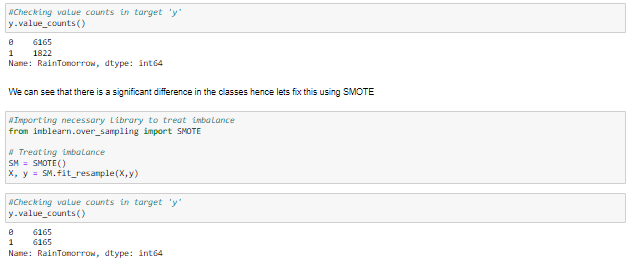 #Checking value counts in target 'y'
y.value_counts()
0    6165
1    1822
Name: RainTomorrow, dtype: int64
We can see that there is a significant difference in the classes hence lets fix this using SMOTE
#Importing necessary library to treat imbalance
from imblearn.over_sampling import SMOTE
# Treating imbalance
SM = SMOTE()
X, y = SM.fit_resample(X,y)
#Checking value counts in target 'y'
y.value_counts()
0    6165
1    6165
Name: RainTomorrow, dtype: int64